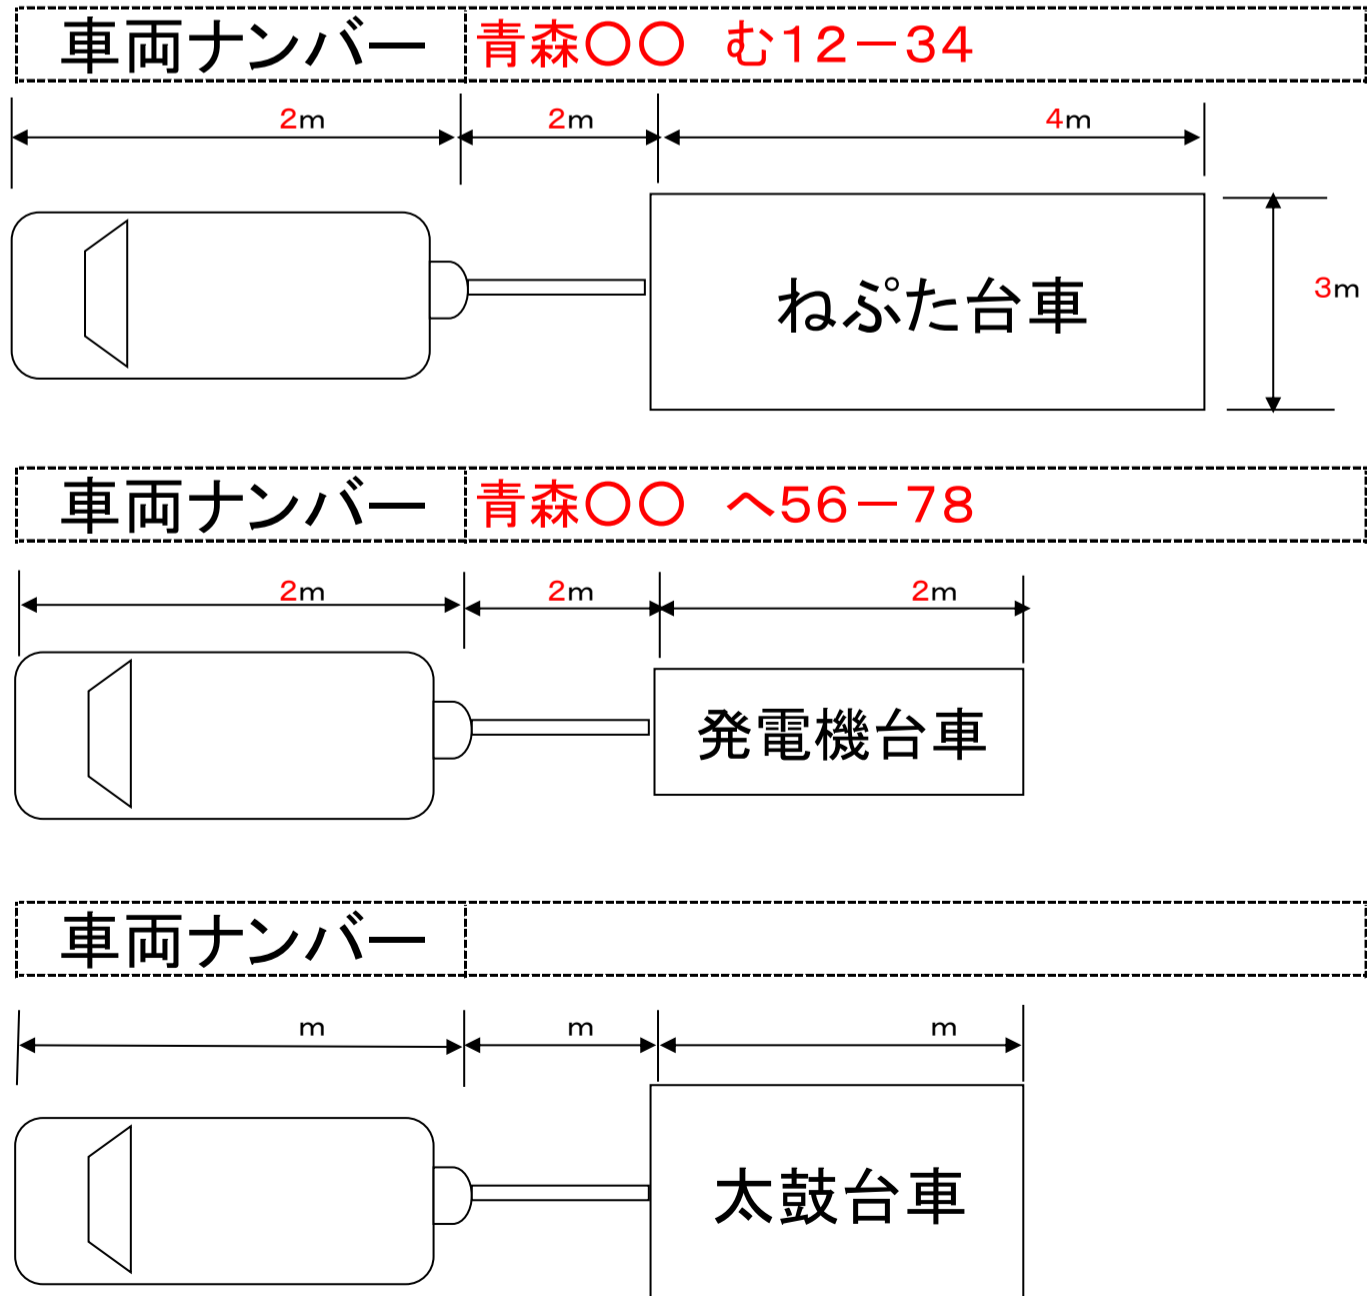 車両ナンバー 青森〇〇　む12－34
2m 2m 4m
ねぷた台車
3m
車両ナンバー 青森〇〇　へ56－78
2m 2m 2m
発電機台車
車両ナンバー
m m m
太鼓台車